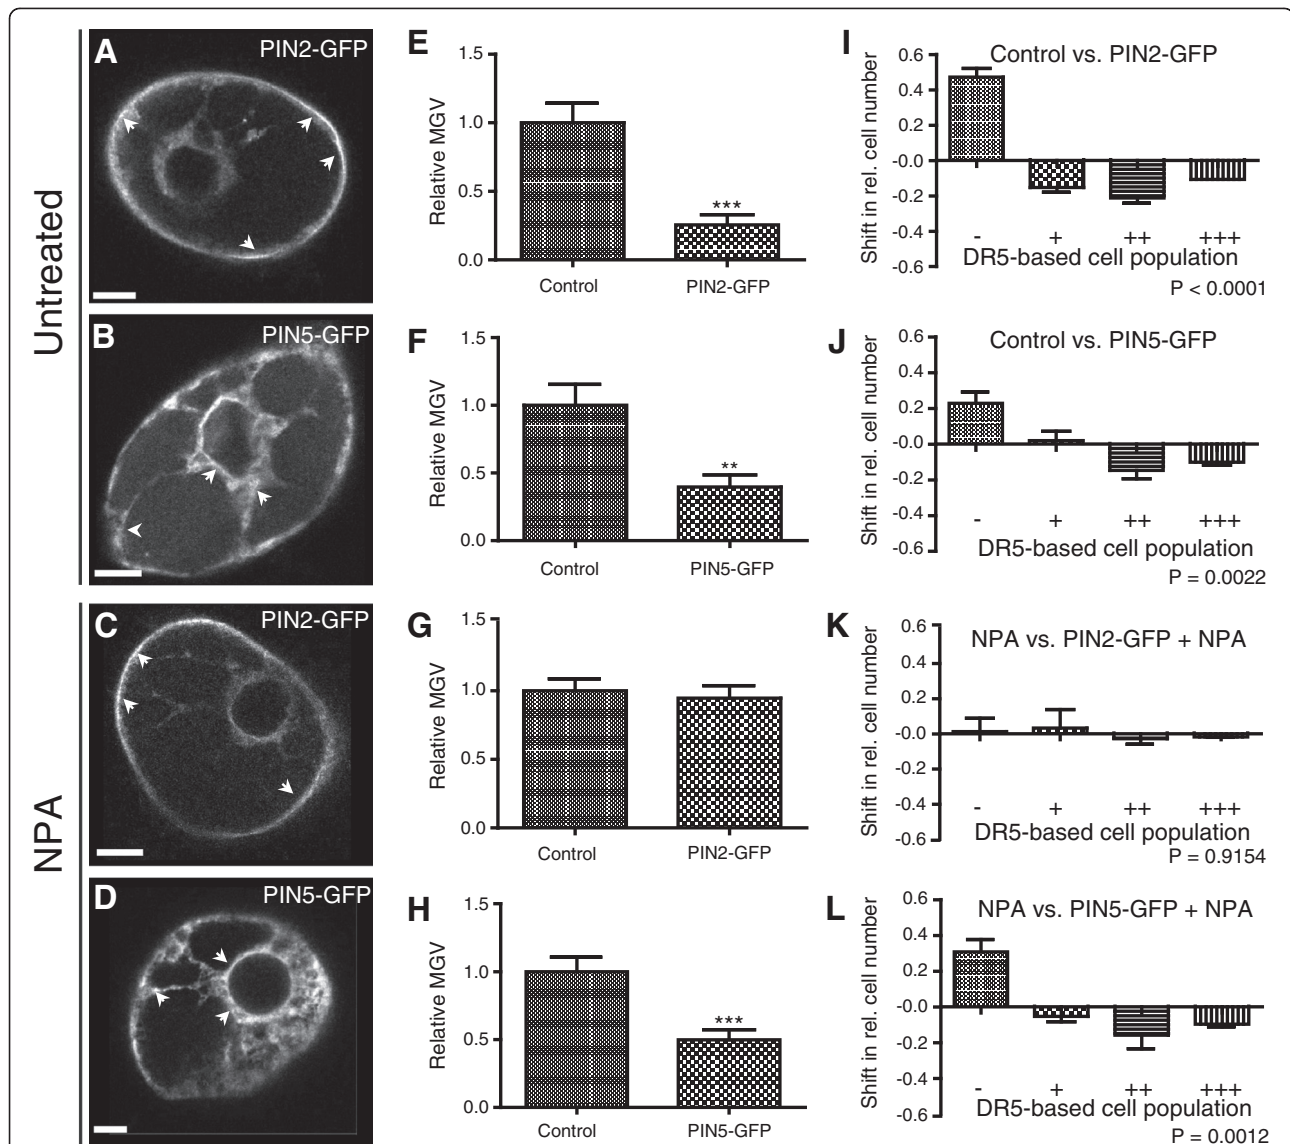 Untreated
A PIN2-GFP
E
1.5
1.0
0.5
0.0
Relative MGV
***
Control PIN2-GFP
I
Control vs. PIN2-GFP
0.6
0.4
0.2
-0.0
-0.2
-0.4
-0.6
Shift in rel. cell number
- + ++ +++
DR5-based cell population
P < 0.0001
B PIN5-GFP
F
1.5
1.0
0.5
0.0
Relative MGV
**
Control PIN5-GFP
J
Control vs. PIN5-GFP
0.6
0.4
0.2
-0.0
-0.2
-0.4
-0.6
Shift in rel. cell number
- + ++ +++
DR5-based cell population
P = 0.0022
NPA
C PIN2-GFP
G
1.5
1.0
0.5
0.0
Relative MGV
Control PIN2-GFP
K
NPA vs. PIN2-GFP + NPA
0.6
0.4
0.2
-0.0
-0.2
-0.4
-0.6
Shift in rel. cell number
- + ++ +++
DR5-based cell population
P = 0.9154
D PIN5-GFP
H
1.5
1.0
0.5
0.0
Relative MGV
***
Control PIN5-GFP
L
NPA vs. PIN5-GFP + NPA
0.6
0.4
0.2
-0.0
-0.2
-0.4
-0.6
Shift in rel. cell number
- + ++ +++
DR5-based cell population
P = 0.0012